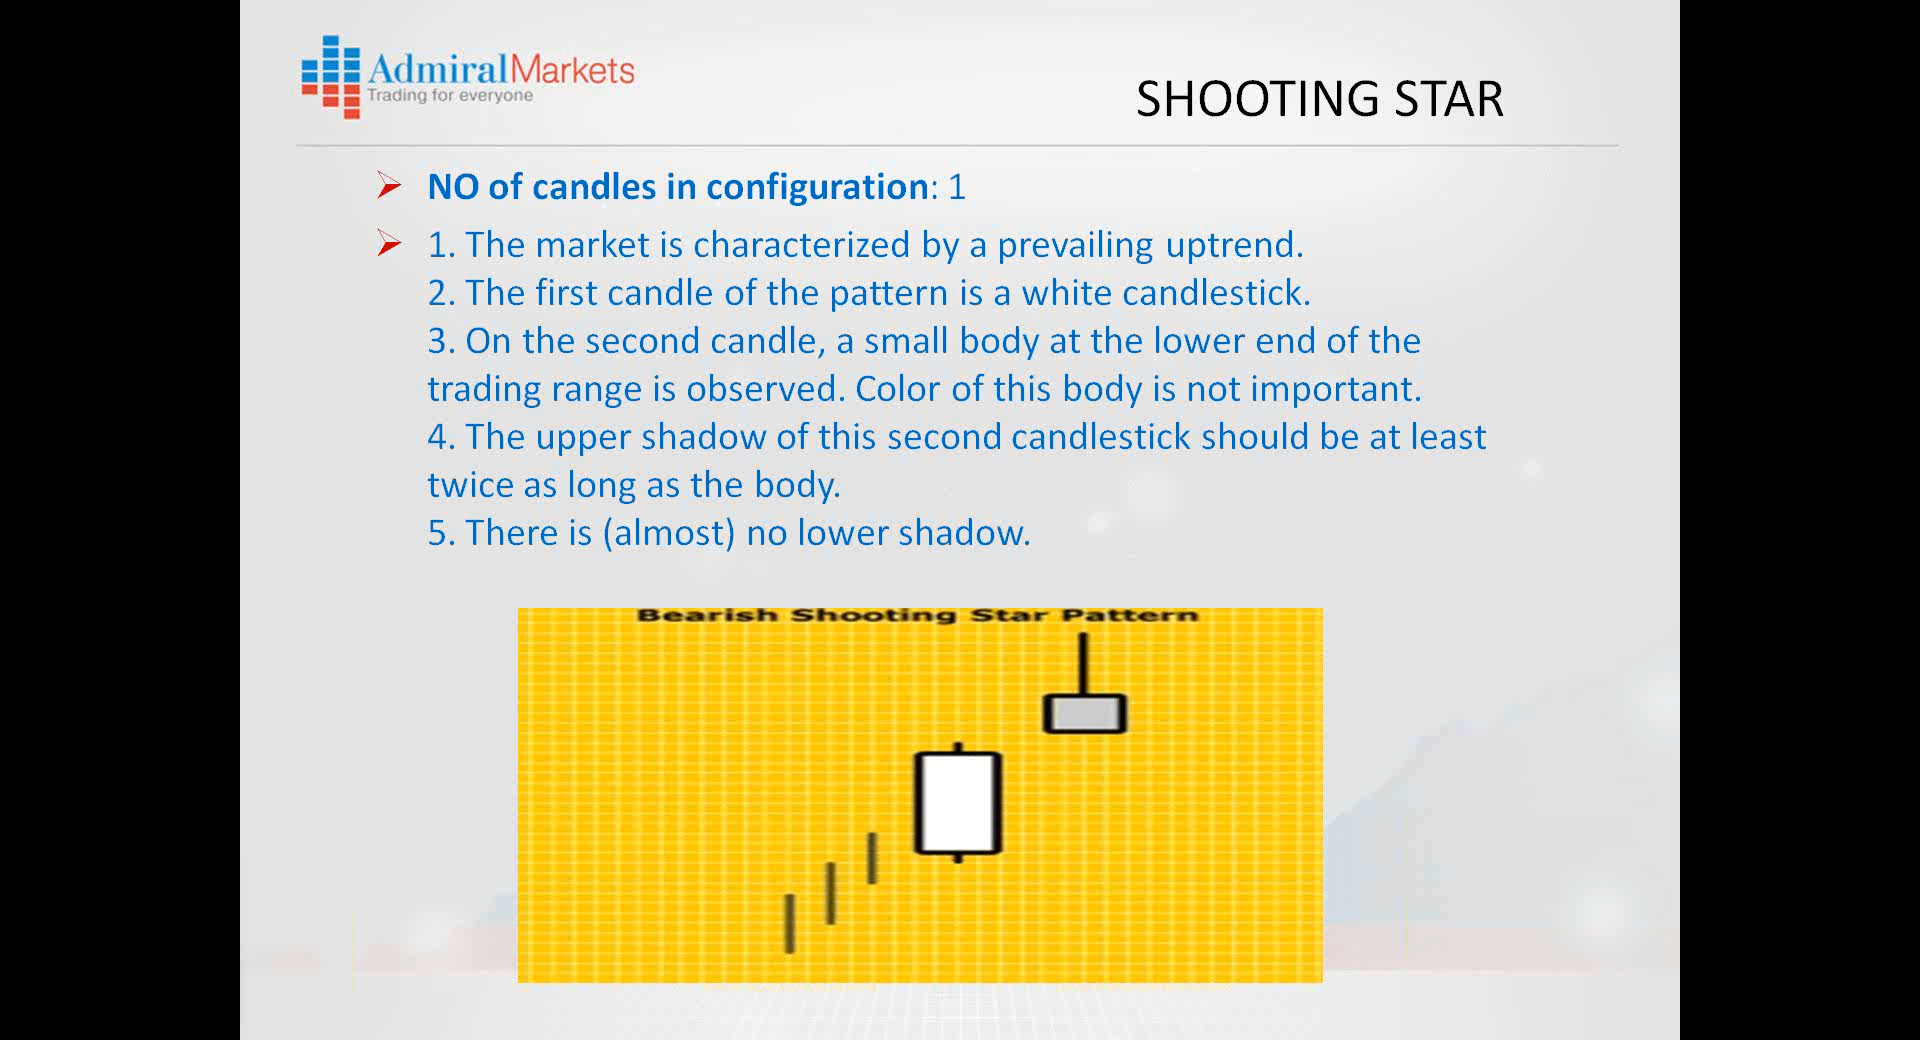 AdmiralMarkets
Trading for everyone
SHOOTING STAR
NO of candles in configuration: 1
1. The market is characterized by a prevailing uptrend.
2. The first candle of the pattern is a white candlestick.
3. On the second candle, a small body at the lower end of the
trading range is observed. Color of this body is not important.
4. The upper shadow of this second candlestick should be at least
twice as long as the body.
5. There is (almost) no lower shadow.
Bearish Shooting Star Pattern